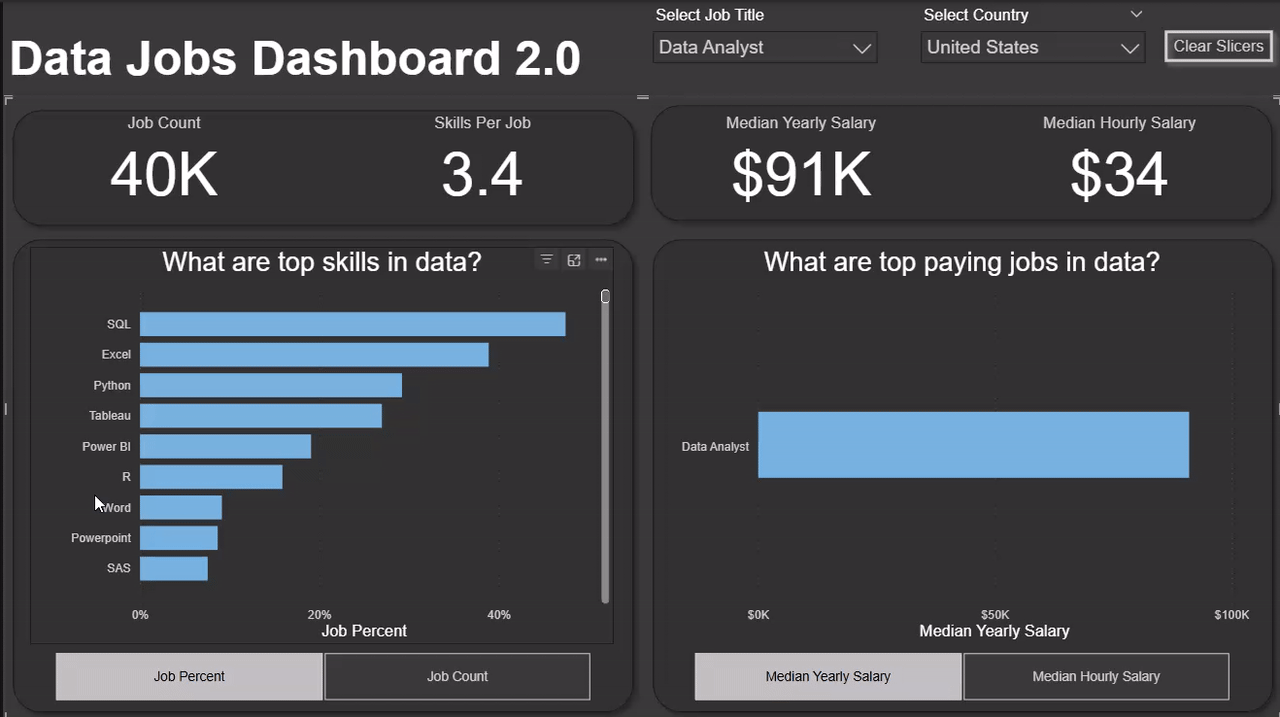 Data Jobs Dashboard 2.0
Select Job Title
Data Analyst
Select Country
United States
Clear Slicers
Job Count
40K
Skills Per Job
3.4
Median Yearly Salary
$91K
Median Hourly Salary
$34
What are top skills in data?
SQL
Excel
Python
Tableau
Power BI
R
Word
Powerpoint
SAS
0% 20% 40%
Job Percent
Job Percent
Job Count
What are top paying jobs in data?
Data Analyst
$0K $50K $100K
Median Yearly Salary
Median Yearly Salary
Median Hourly Salary